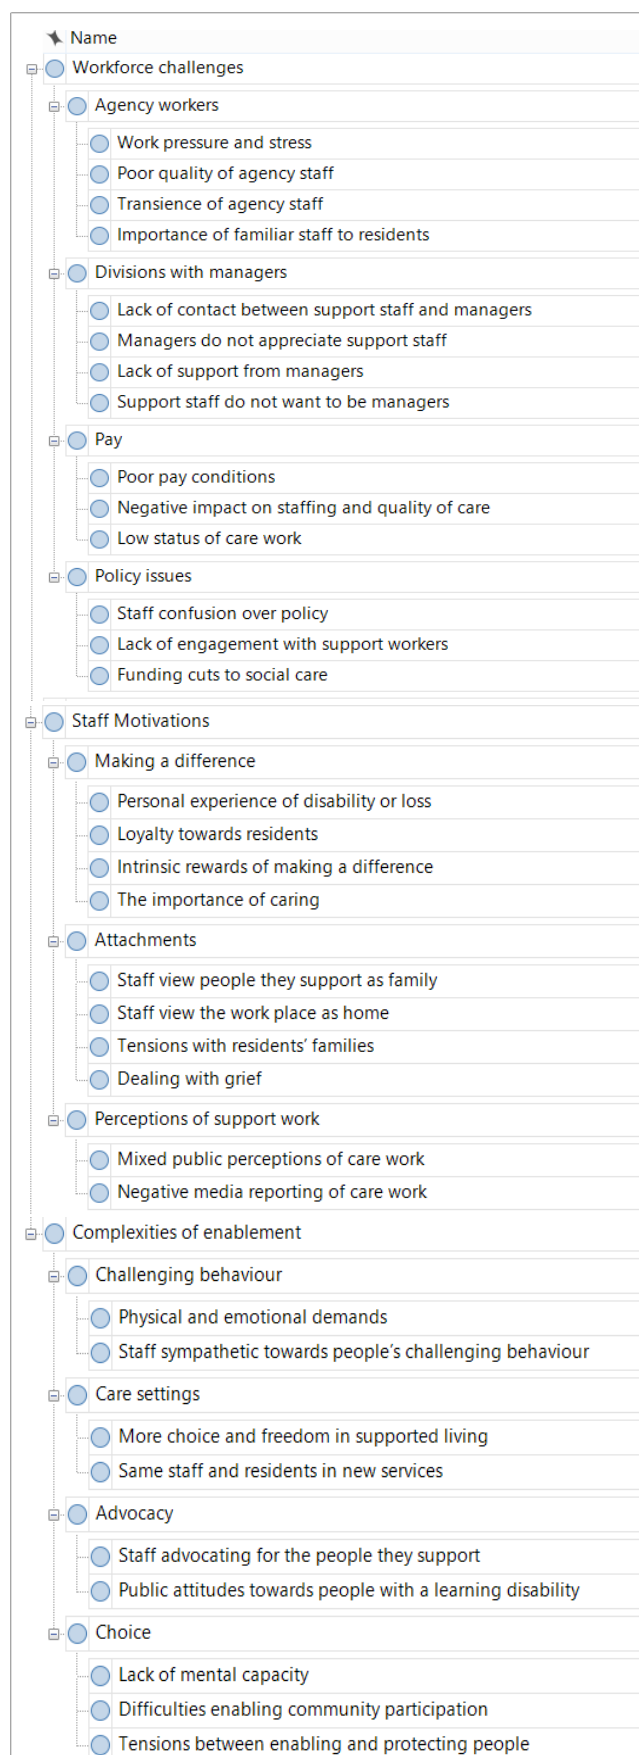 Name
Workforce challenges
Agency workers
Work pressure and stress
Poor quality of agency staff
Transience of agency staff
Importance of familiar staff to residents
Divisions with managers
Lack of contact between support staff and managers
Managers do not appreciate support staff
Lack of support from managers
Support staff do not want to be managers
Pay
Poor pay conditions
Negative impact on staffing and quality of care
Low status of care work
Policy issues
Staff confusion over policy
Lack of engagement with support workers
Funding cuts to social care
Staff Motivations
Making a difference
Personal experience of disability or loss
Loyalty towards residents
Intrinsic rewards of making a difference
The importance of caring
Attachments
Staff view people they support as family
Staff view the work place as home
Tensions with residents’ families
Dealing with grief
Perceptions of support work
Mixed public perceptions of care work
Negative media reporting of care work
Complexities of enablement
Challenging behaviour
Physical and emotional demands
Staff sympathetic towards people’s challenging behaviour
Care settings
More choice and freedom in supported living
Same staff and residents in new services
Advocacy
Staff advocating for the people they support
Public attitudes towards people with a learning disability
Choice
Lack of mental capacity
Difficulties enabling community participation
Tensions between enabling and protecting people